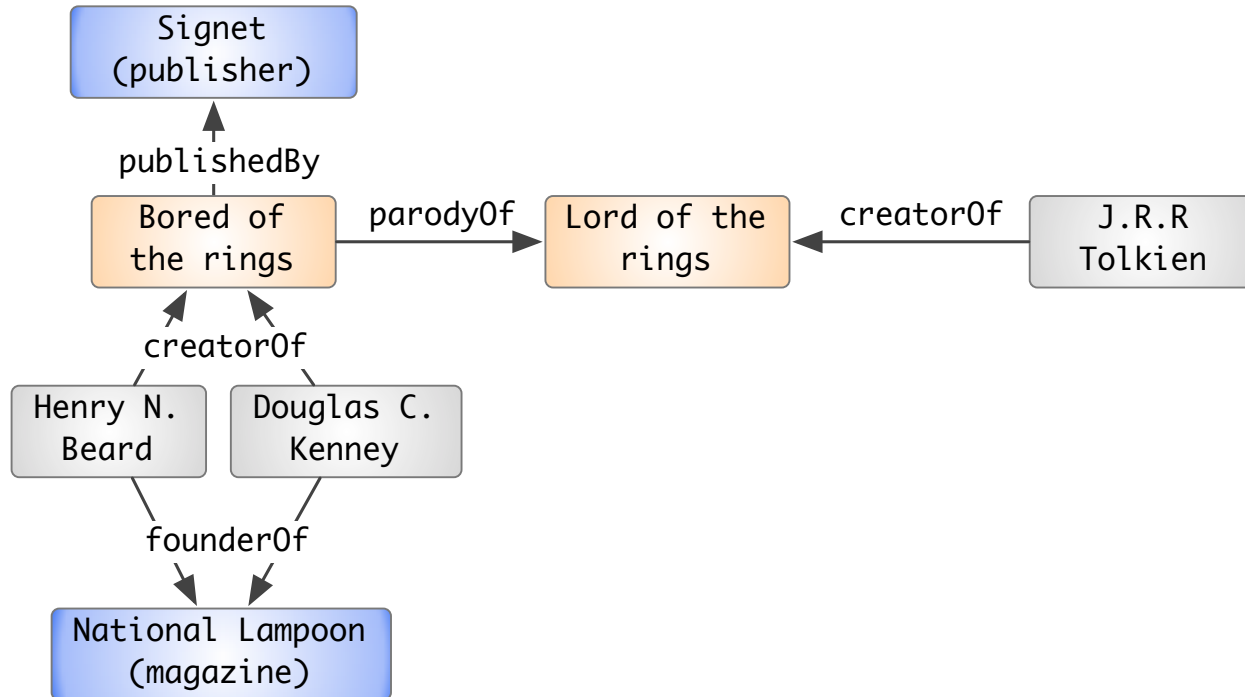 Signet
(publisher)
publishedBy
Bored of
the rings
parodyOf
Lord of the
rings
creatorOf
J.R.R
Tolkien
creatorOf
Henry N.
Beard
Douglas C.
Kenney
founderOf
National Lampoon
(magazine)